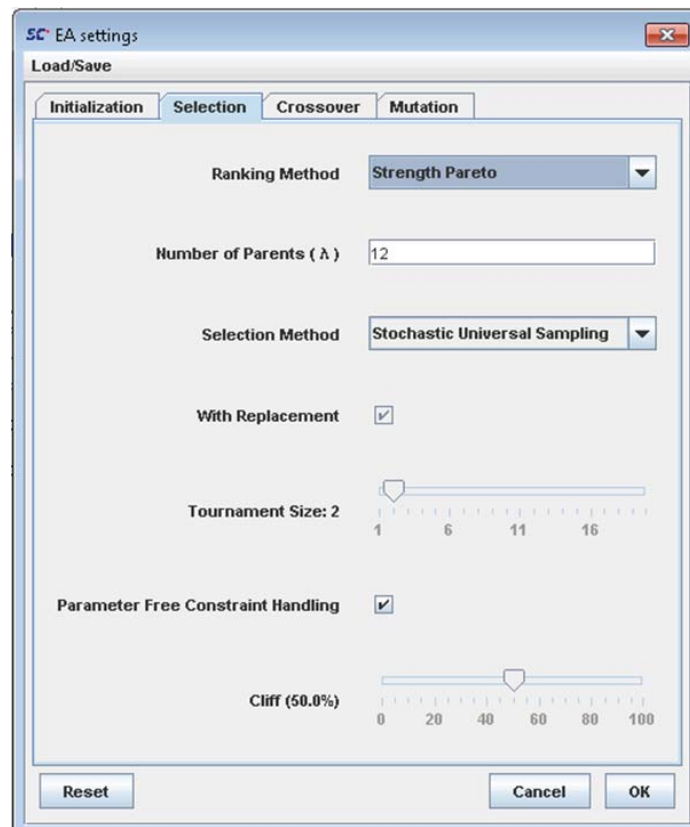 SC EA settings
Load/Save
Initialization Selection Crossover Mutation
Ranking Method Strength Pareto
Number of Parents ( λ ) 12
Selection Method Stochastic Universal Sampling
With Replacement
Tournament Size: 2
1 6 11 16
Parameter Free Constraint Handling
Cliff (50.0%)
0 20 40 60 80 100
Reset Cancel OK